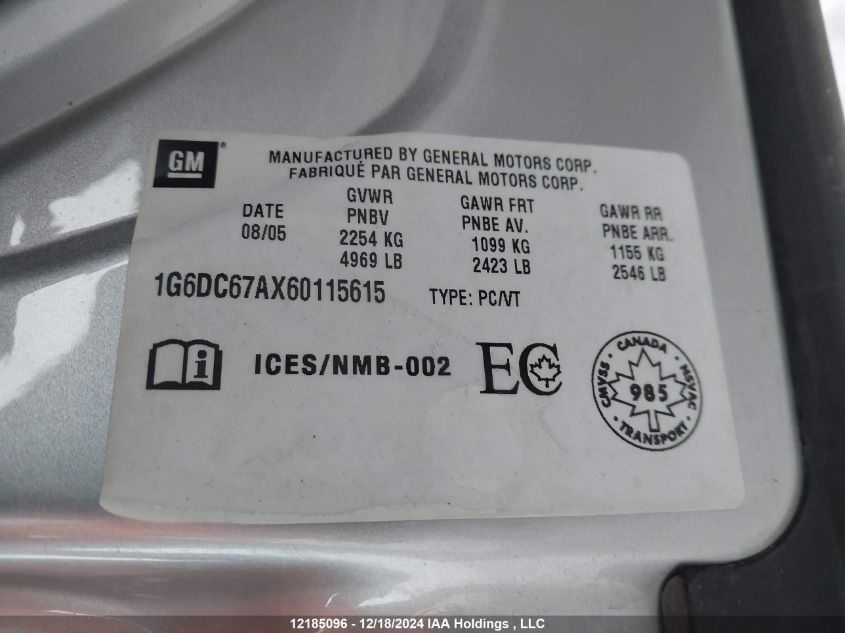 GM®
MANUFACTURED BY GENERAL MOTORS CORP.
FABRIQUÉ PAR GENERAL MOTORS CORP.
DATE
08/05
GVWR
PNBV
2254 KG
4969 LB
GAWR FRT
PNBE AV.
1099 KG
2423 LB
GAWR RR
PNBE ARR.
1155 KG
2546 LB
1G6DC67AX60115615 TYPE: PC/VT
i ICES/NMB-002 EC
CANADA
CMVSS 985 NSVAC
TRANSPORT
12185096 - 12/18/2024 IAA Holdings , LLC